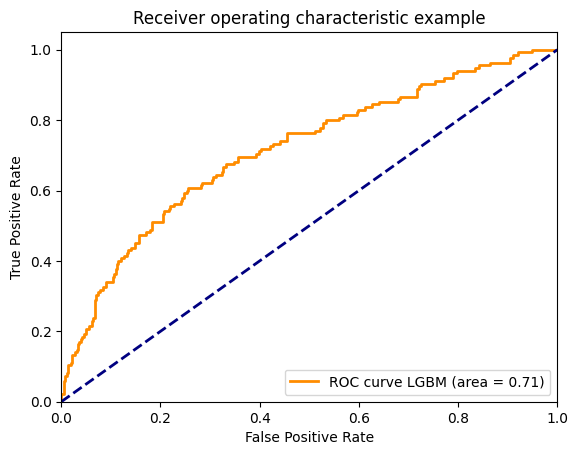 Receiver operating characteristic example
True Positive Rate
1.0
0.8
0.6
0.4
0.2
0.0
ROC curve LGBM (area = 0.71)
0.0 0.2 0.4 0.6 0.8 1.0
False Positive Rate